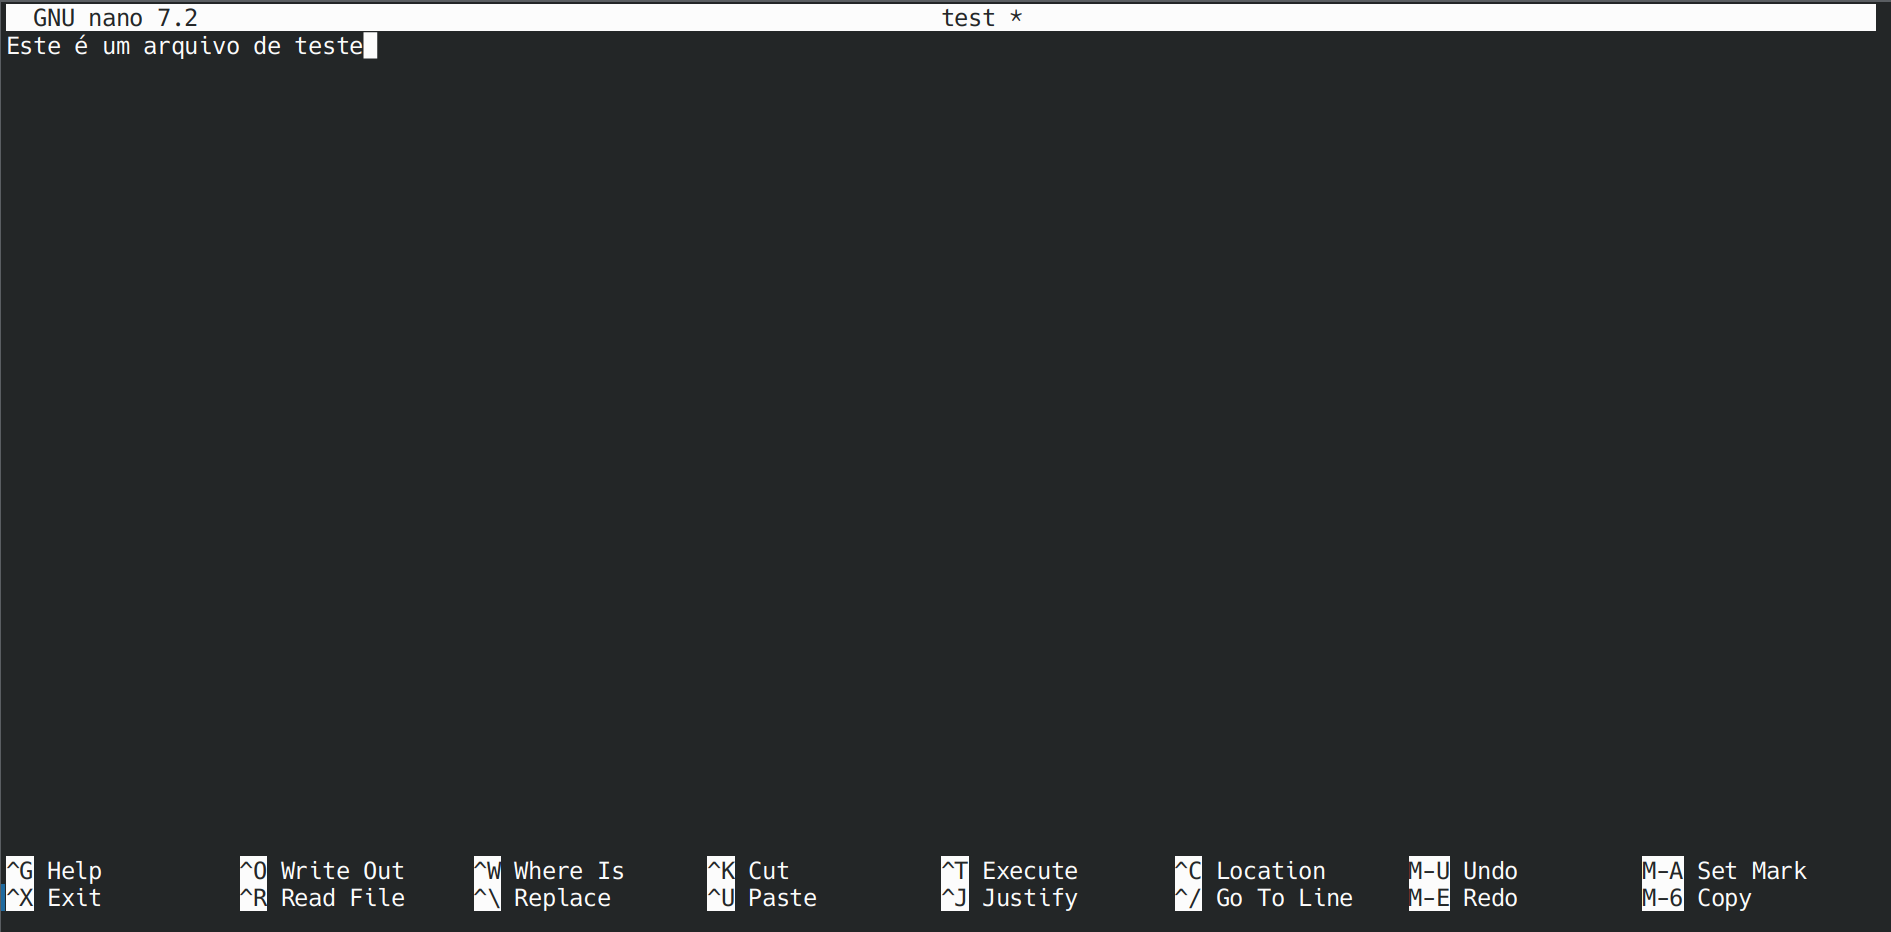 GNU nano 7.2 test *
Este é um arquivo de teste
^G Help ^O Write Out ^W Where Is ^K Cut ^T Execute ^C Location M-U Undo M-A Set Mark
^X Exit ^R Read File ^\ Replace ^U Paste ^J Justify ^/ Go To Line M-E Redo M-6 Copy